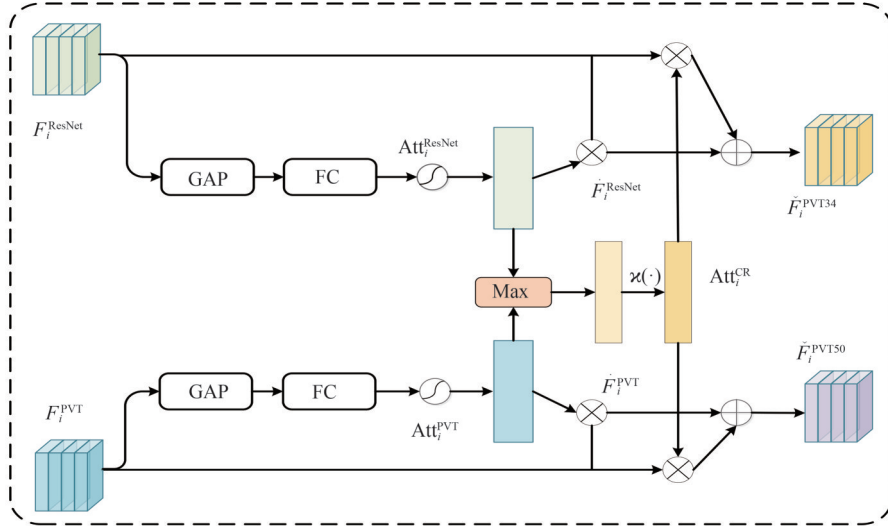 F_i^ResNet
GAP
FC
Att_i^ResNet
Ḟ_i^ResNet
F̌_i^PVT34
Max
ϰ(·)
Att_i^CR
F_i^PVT
GAP
FC
Att_i^PVT
Ḟ_i^PVT
F̌_i^PVT50